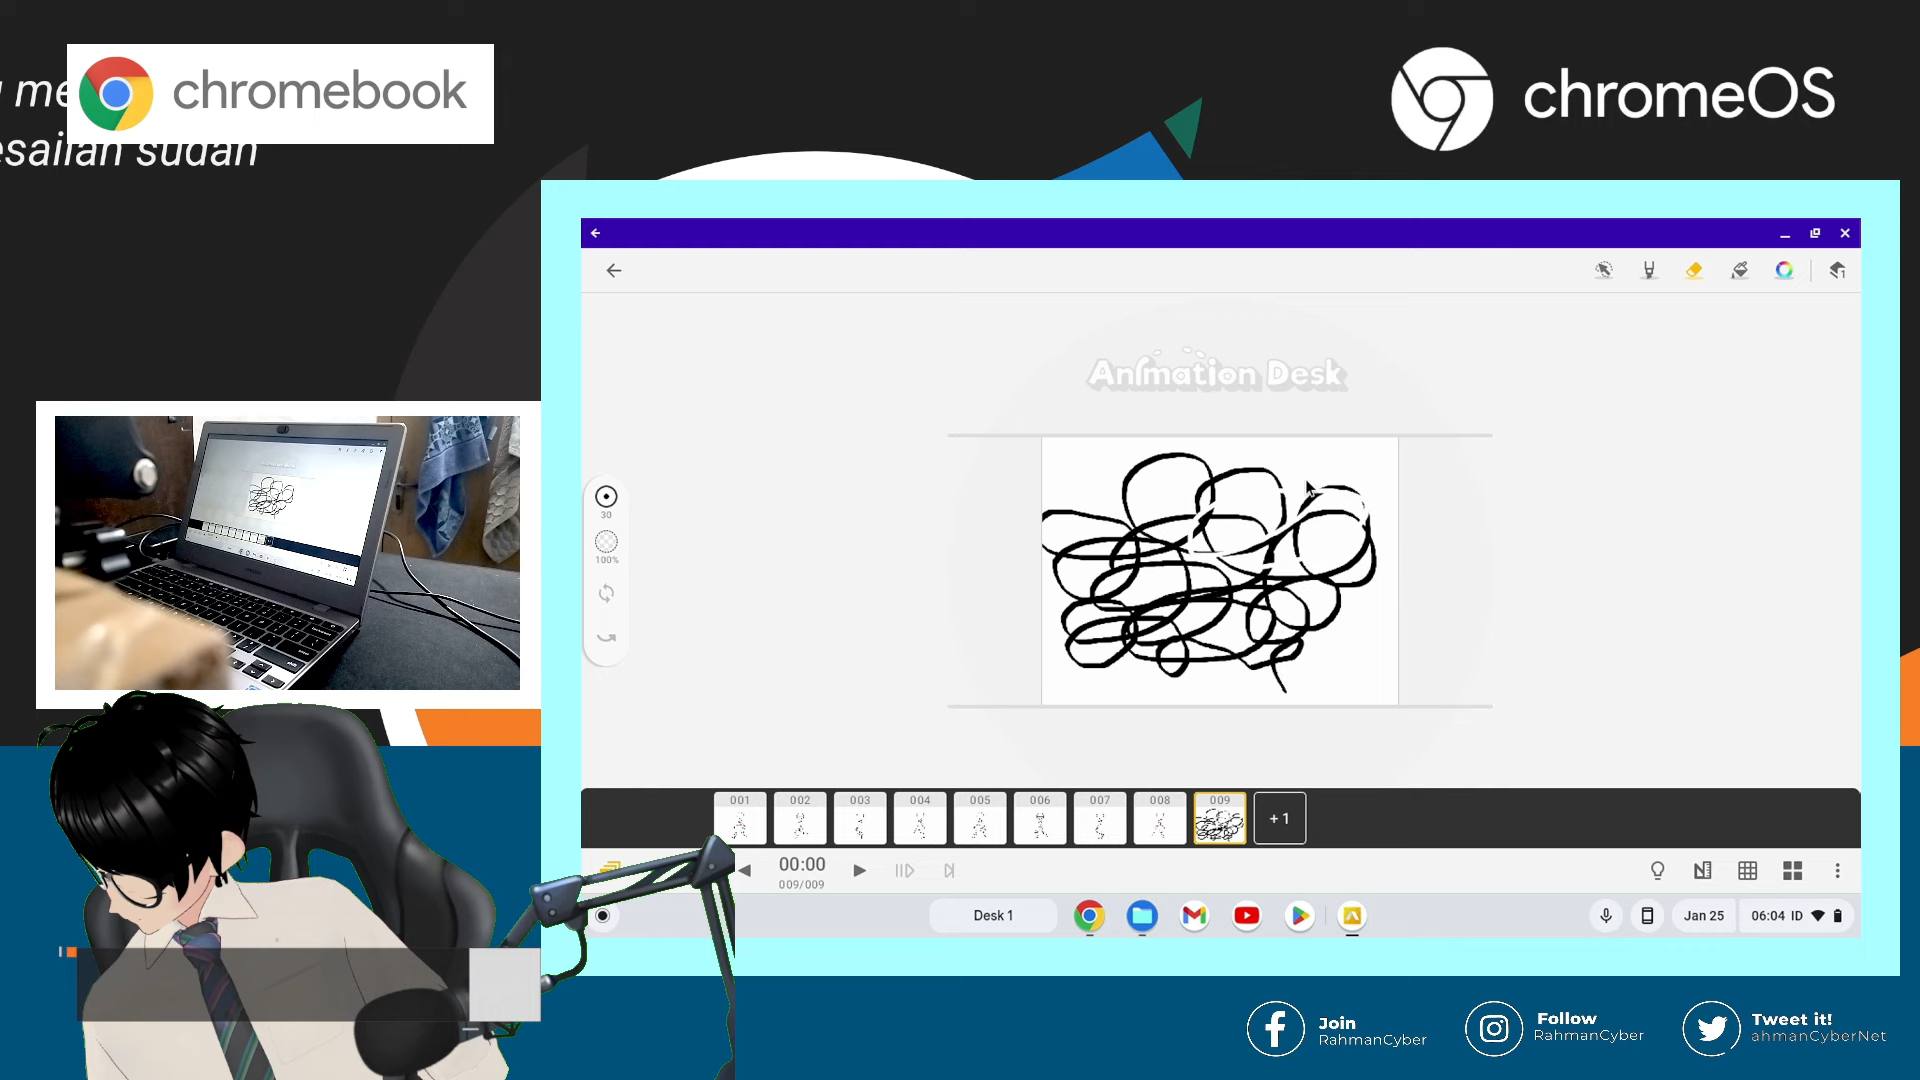 me
esaiian sudah
chromebook
chromeOS
Animation Desk
30
100%
001 002 003 004 005 006 007 008 009
+1
00:00
009/009
Desk 1
Jan 25
06:04 ID
Join
RahmanCyber
Follow
RahmanCyber
Tweet it!
ahmanCyberNet